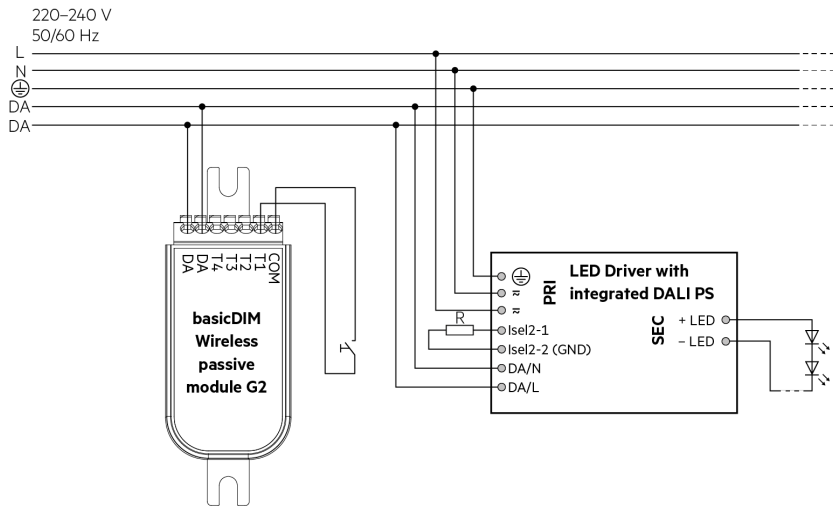 220–240 V
50/60 Hz
L
N
DA
DA
DA
DA
T4
T3
T2
T1
COM
basicDIM
Wireless
passive
module G2
PRI
LED Driver with
integrated DALI PS
R
Isel2-1
Isel2-2 (GND)
DA/N
DA/L
SEC
+ LED
– LED